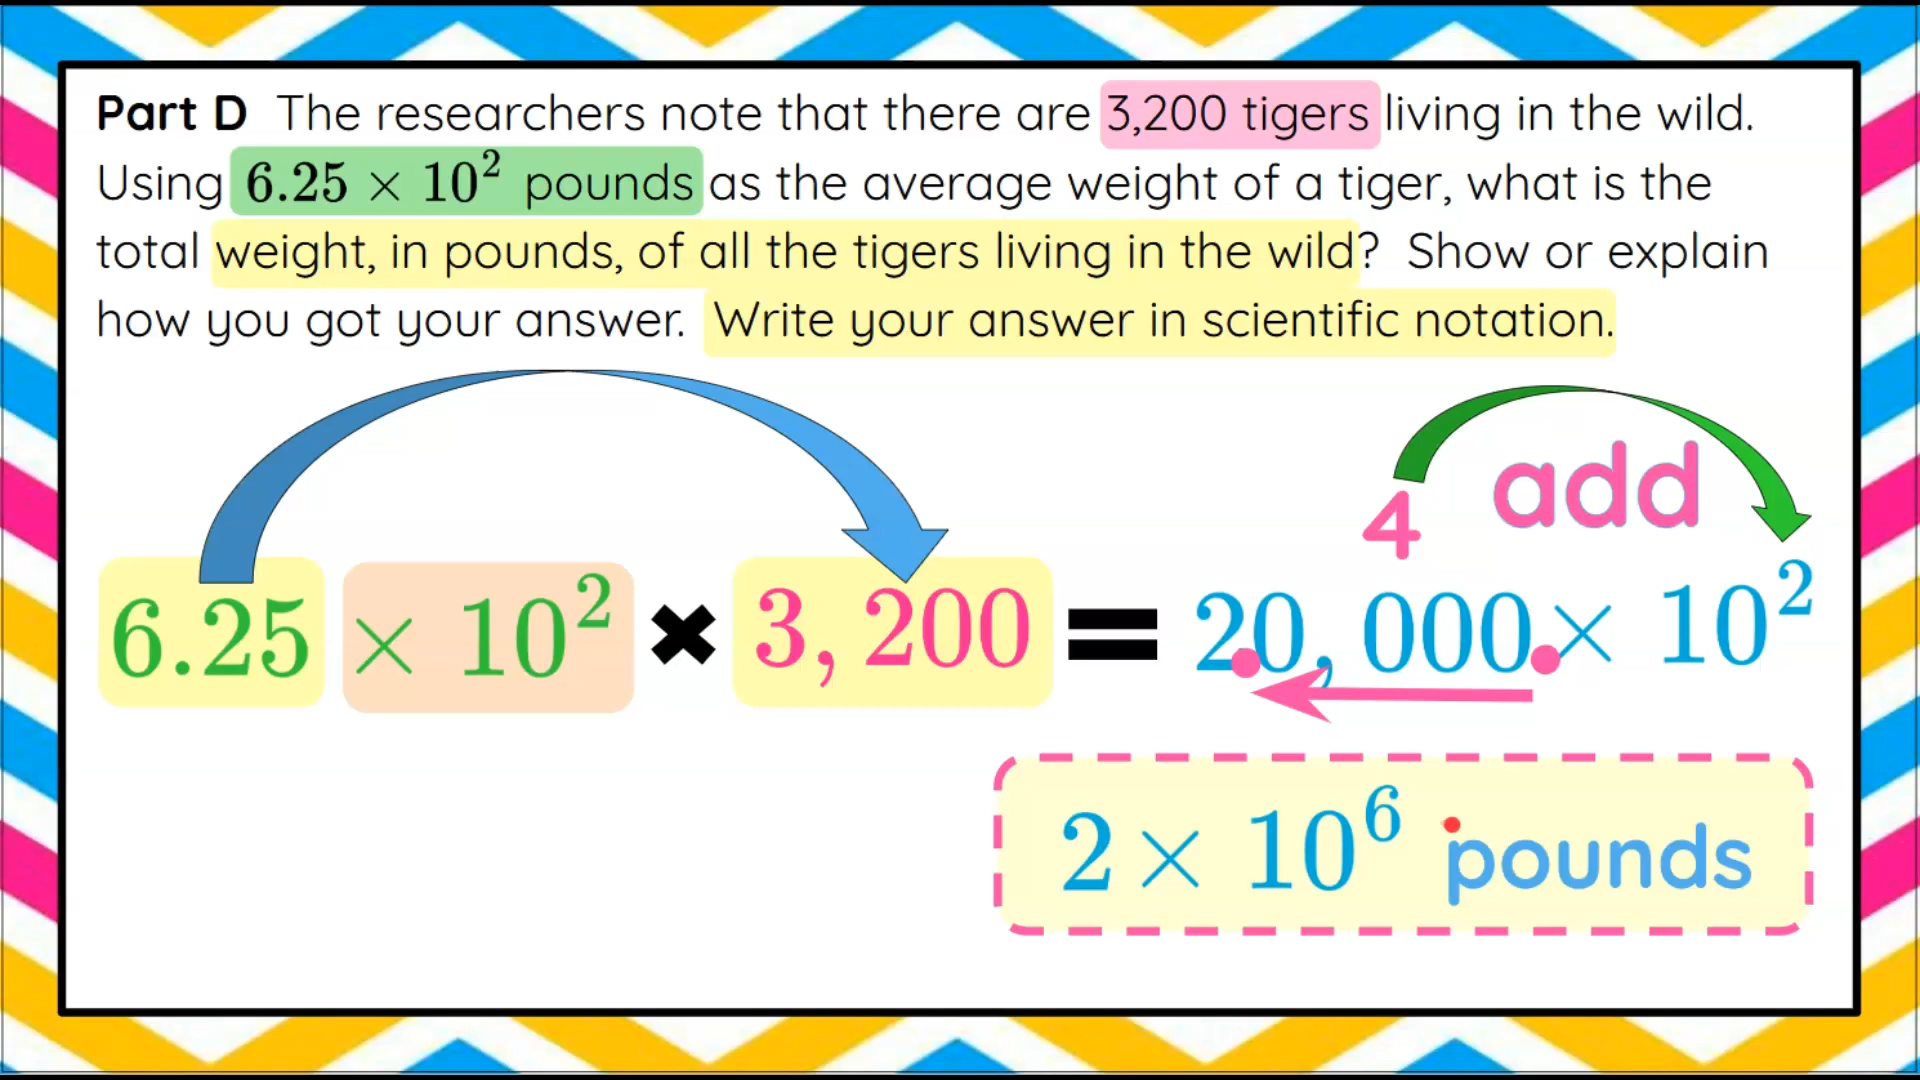 Part D The researchers note that there are 3,200 tigers living in the wild.
Using 6.25 × 10² pounds as the average weight of a tiger, what is the
total weight, in pounds, of all the tigers living in the wild? Show or explain
how you got your answer. Write your answer in scientific notation.
4 add
6.25 × 10² × 3,200 = 20,000. × 10²
2 × 10⁶ pounds